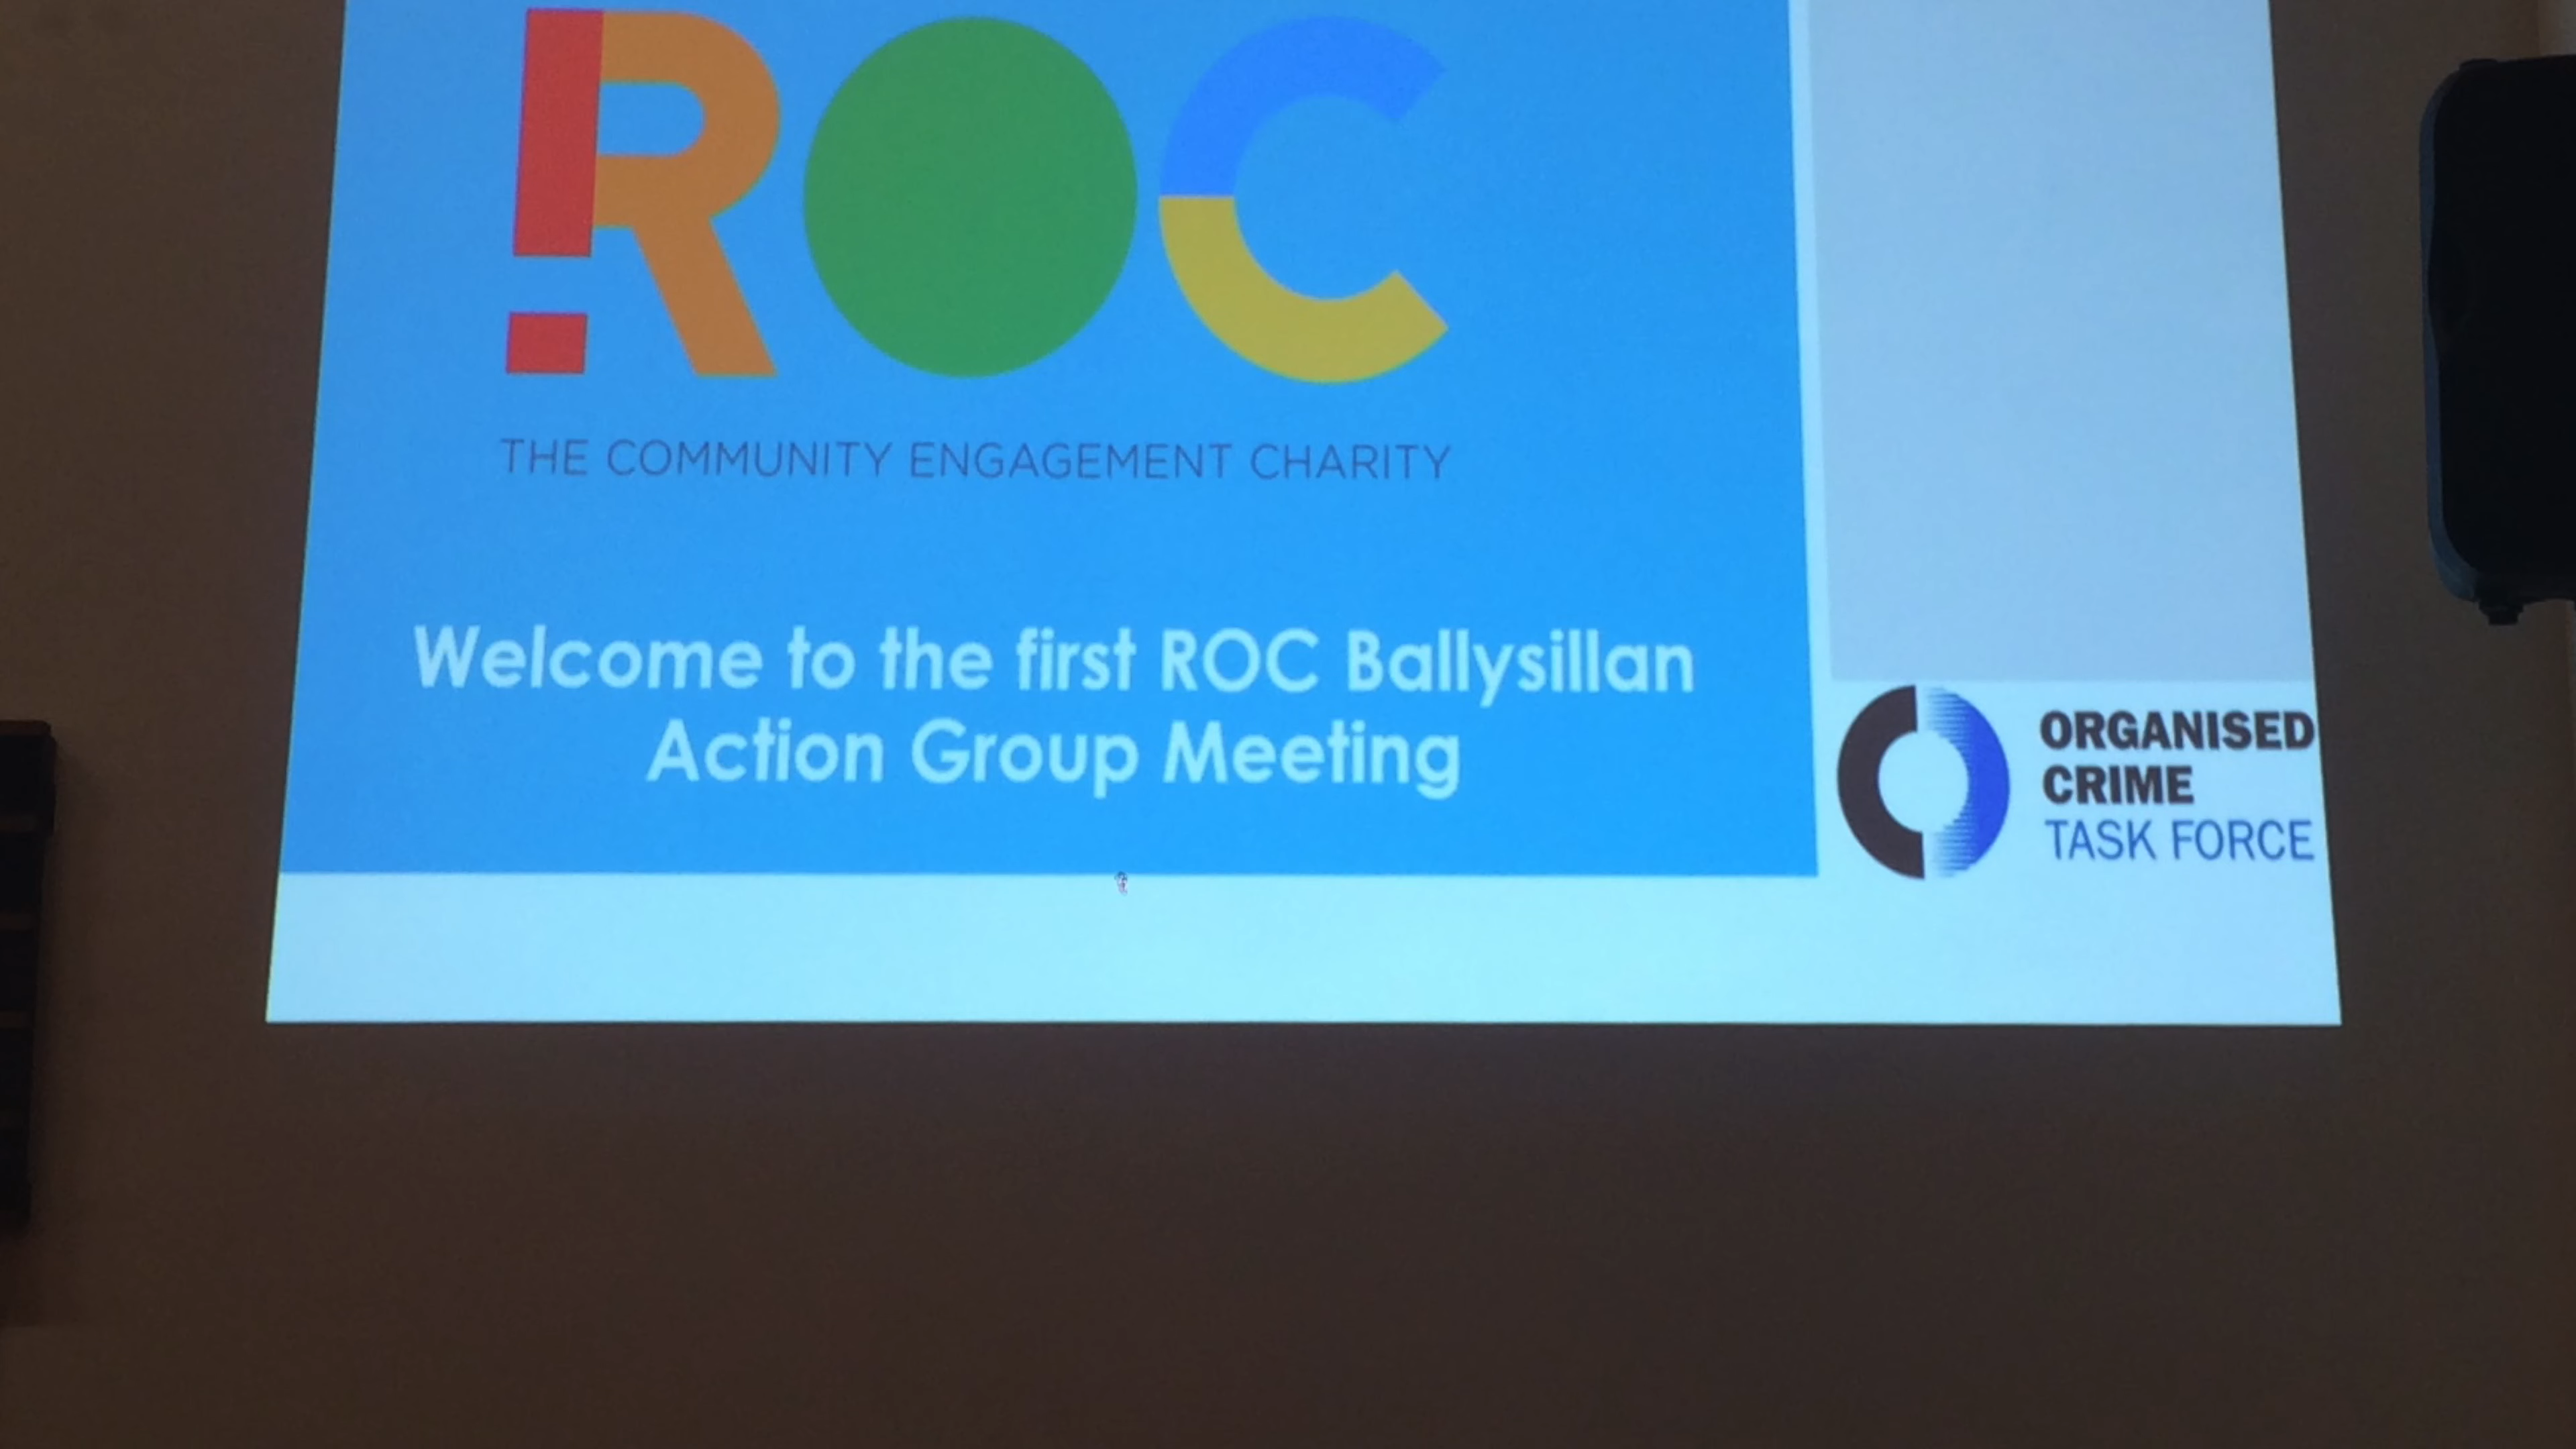 ROC
THE COMMUNITY ENGAGEMENT CHARITY
Welcome to the first ROC Ballysillan
Action Group Meeting
ORGANISED
CRIME
TASK FORCE